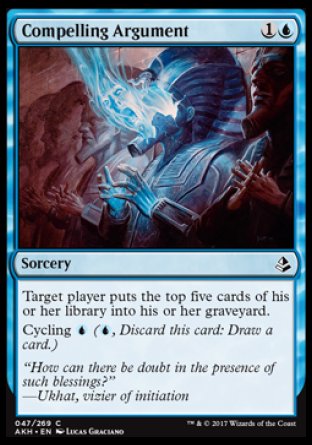 Compelling Argument 1
Sorcery
Target player puts the top five cards of his
or her library into his or her graveyard.
Cycling (, Discard this card: Draw a
card.)
"How can there be doubt in the presence of
such blessings?"
—Ukhat, vizier of initiation
047/269 C
AKH • EN Lucas Graciano
™ & © 2017 Wizards of the Coast